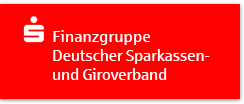 Finanzgruppe
Deutscher Sparkassen-
und Giroverband